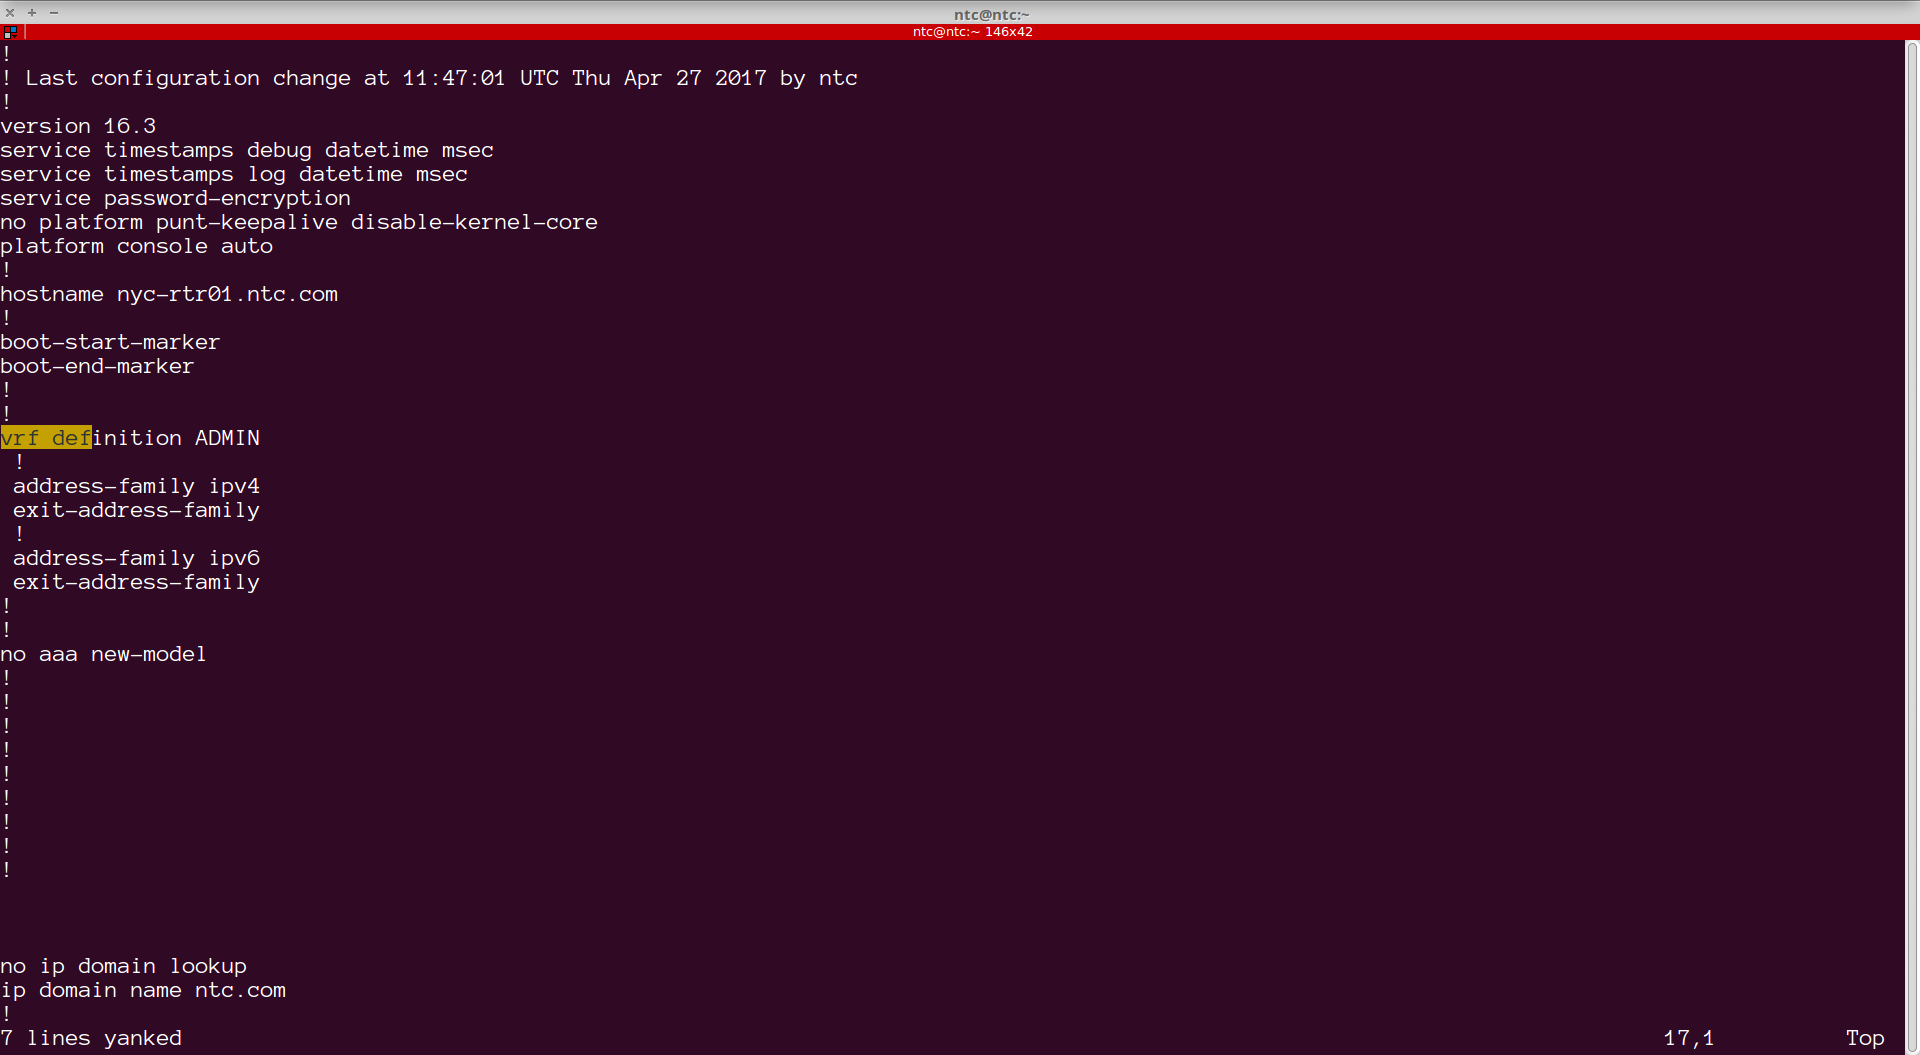 ntc@ntc:~
ntc@ntc:~ 146x42
!
! Last configuration change at 11:47:01 UTC Thu Apr 27 2017 by ntc
!
version 16.3
service timestamps debug datetime msec
service timestamps log datetime msec
service password-encryption
no platform punt-keepalive disable-kernel-core
platform console auto
!
hostname nyc-rtr01.ntc.com
!
boot-start-marker
boot-end-marker
!
!
vrf definition ADMIN
 !
 address-family ipv4
 exit-address-family
 !
 address-family ipv6
 exit-address-family
!
!
no aaa new-model
!
!
!
!
!
!
!
!
!
no ip domain lookup
ip domain name ntc.com
!
7 lines yanked 17,1 Top